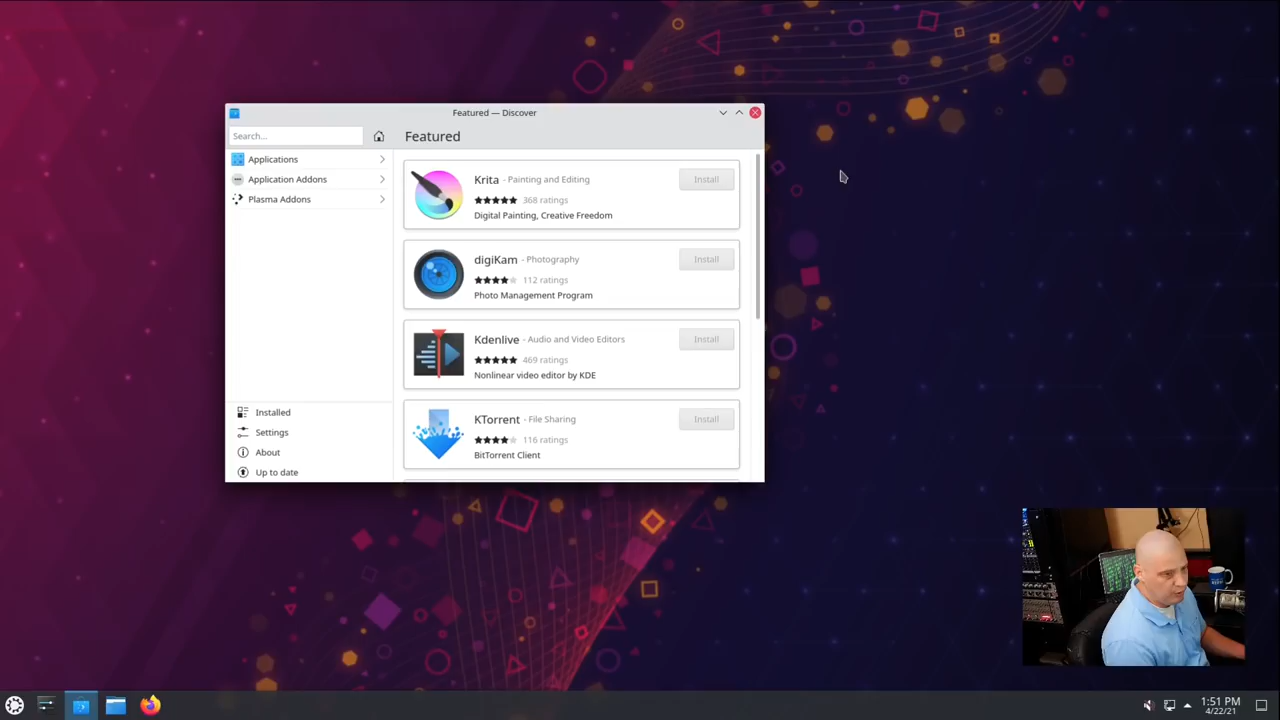 Featured — Discover
Search...
Featured
Applications
Application Addons
Plasma Addons
Krita - Painting and Editing
Install
368 ratings
Digital Painting, Creative Freedom
digiKam - Photography
Install
112 ratings
Photo Management Program
Kdenlive - Audio and Video Editors
Install
469 ratings
Nonlinear video editor by KDE
KTorrent - File Sharing
Install
116 ratings
BitTorrent Client
Installed
Settings
About
Up to date
1:51 PM
4/22/21